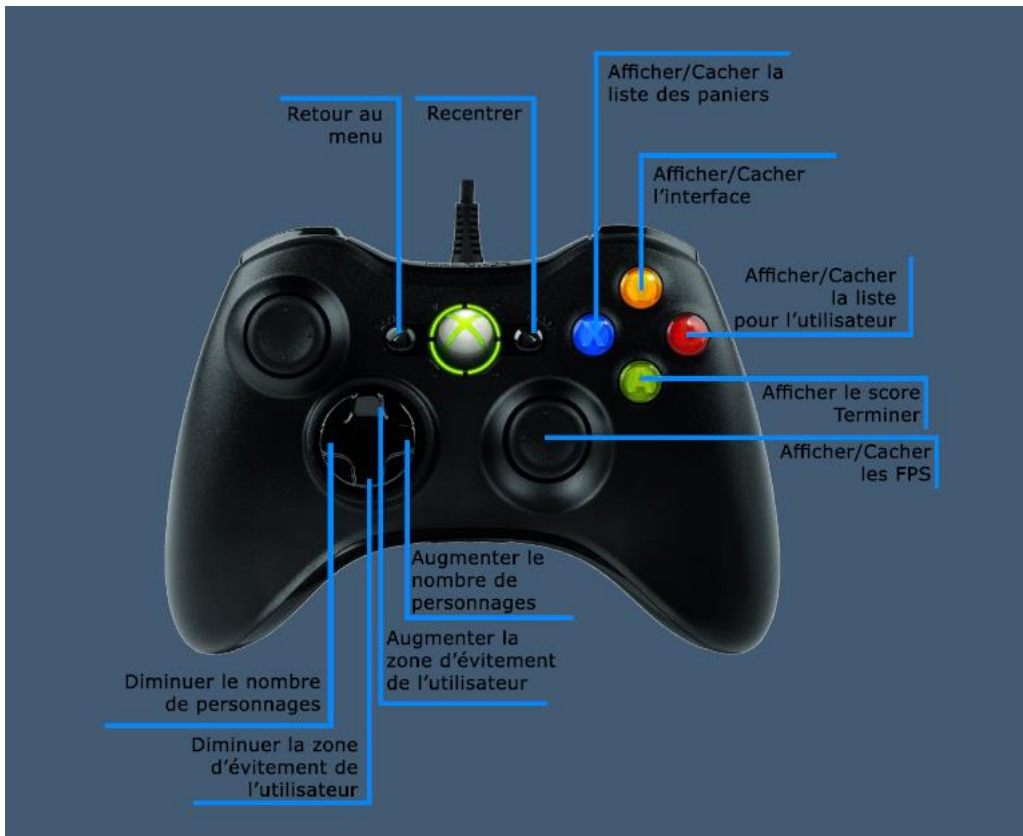 Afficher/Cacher la
liste des paniers
Retour au
menu
Recentrer
Afficher/Cacher
l'interface
Afficher/Cacher
la liste
pour l'utilisateur
Afficher le score
Terminer
Afficher/Cacher
les FPS
Augmenter le
nombre de
personnages
Augmenter la
zone d'évitement
de l'utilisateur
Diminuer le nombre
de personnages
Diminuer la zone
d'évitement de
l'utilisateur